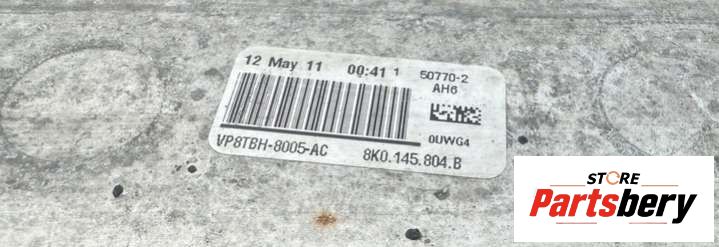 12 May 11 00:41 1 50770-2
AH6
0UWG4
VP8TBH-8005-AC 8K0.145.804.B
STORE
Partsbery